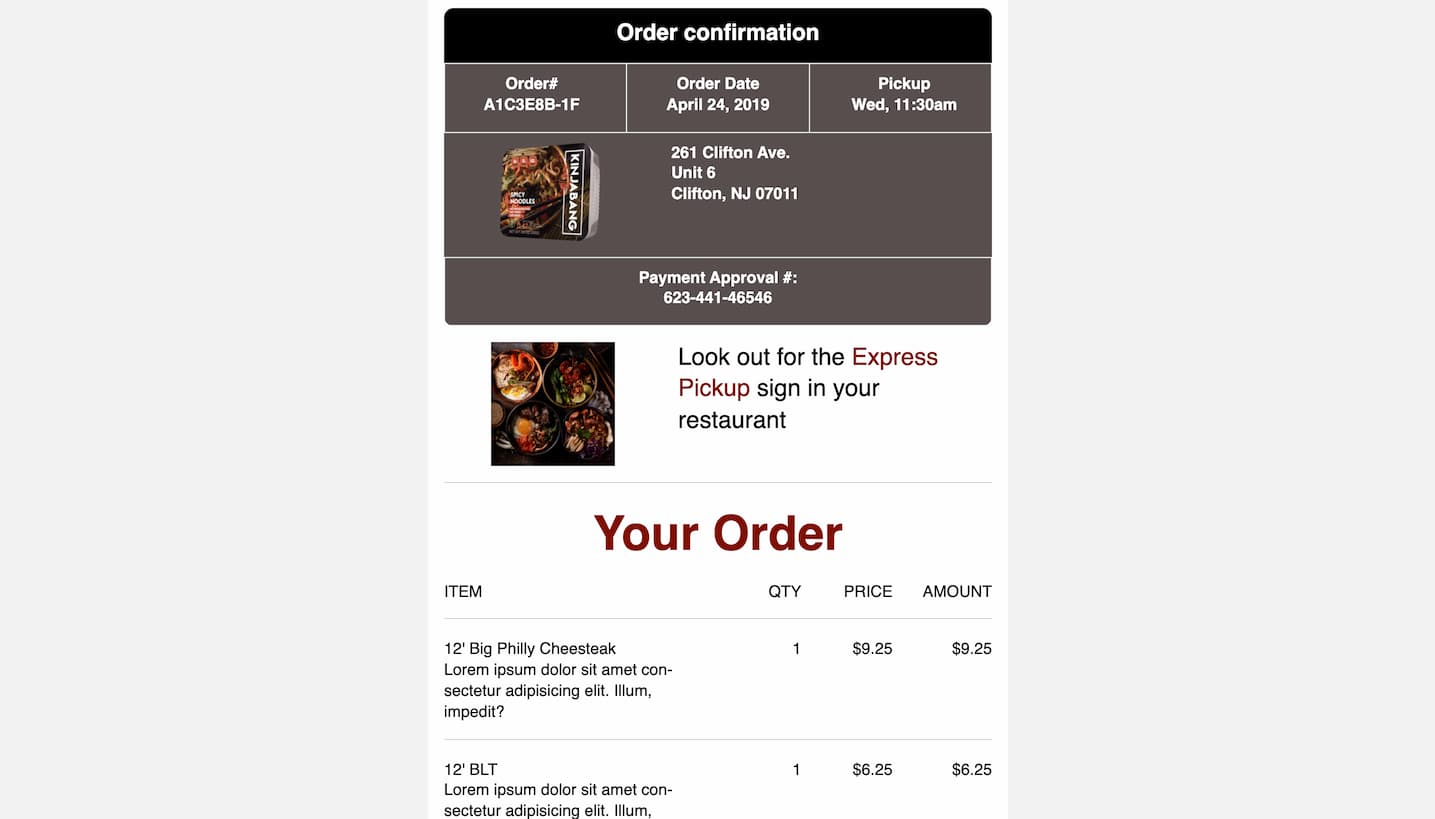 Order confirmation
Order#
A1C3E8B-1F
Order Date
April 24, 2019
Pickup
Wed, 11:30am
KINJABANG
SPICY
NOODLES
261 Clifton Ave.
Unit 6
Clifton, NJ 07011
Payment Approval #:
623-441-46546
Look out for the Express
Pickup sign in your
restaurant
Your Order
ITEM QTY PRICE AMOUNT
12' Big Philly Cheesteak 1 $9.25 $9.25
Lorem ipsum dolor sit amet con-
sectetur adipisicing elit. Illum,
impedit?
12' BLT 1 $6.25 $6.25
Lorem ipsum dolor sit amet con-
sectetur adipisicing elit. Illum,